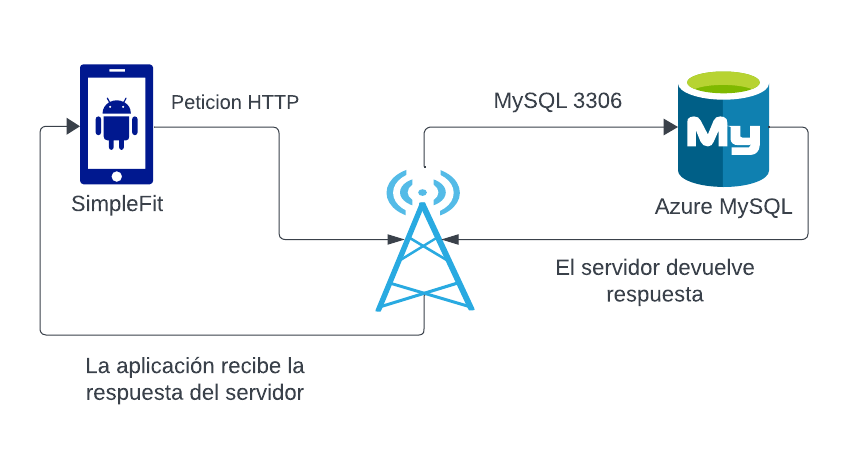 Peticion HTTP
MySQL 3306
My
SimpleFit
Azure MySQL
El servidor devuelve
respuesta
La aplicación recibe la
respuesta del servidor